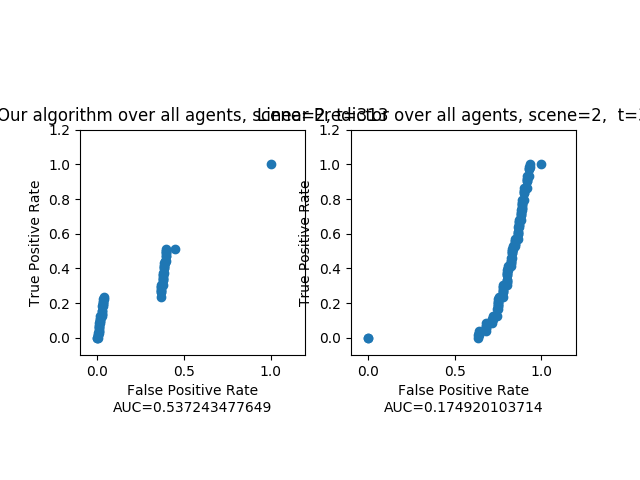 Our algorithm over all agents, scene=2, t=313
Linear Predictor over all agents, scene=2, t=
1.2
1.0
0.8
0.6
0.4
0.2
0.0
True Positive Rate
0.0
0.5
1.0
False Positive Rate
AUC=0.537243477649
1.2
1.0
0.8
0.6
0.4
0.2
0.0
True Positive Rate
0.0
0.5
1.0
False Positive Rate
AUC=0.174920103714